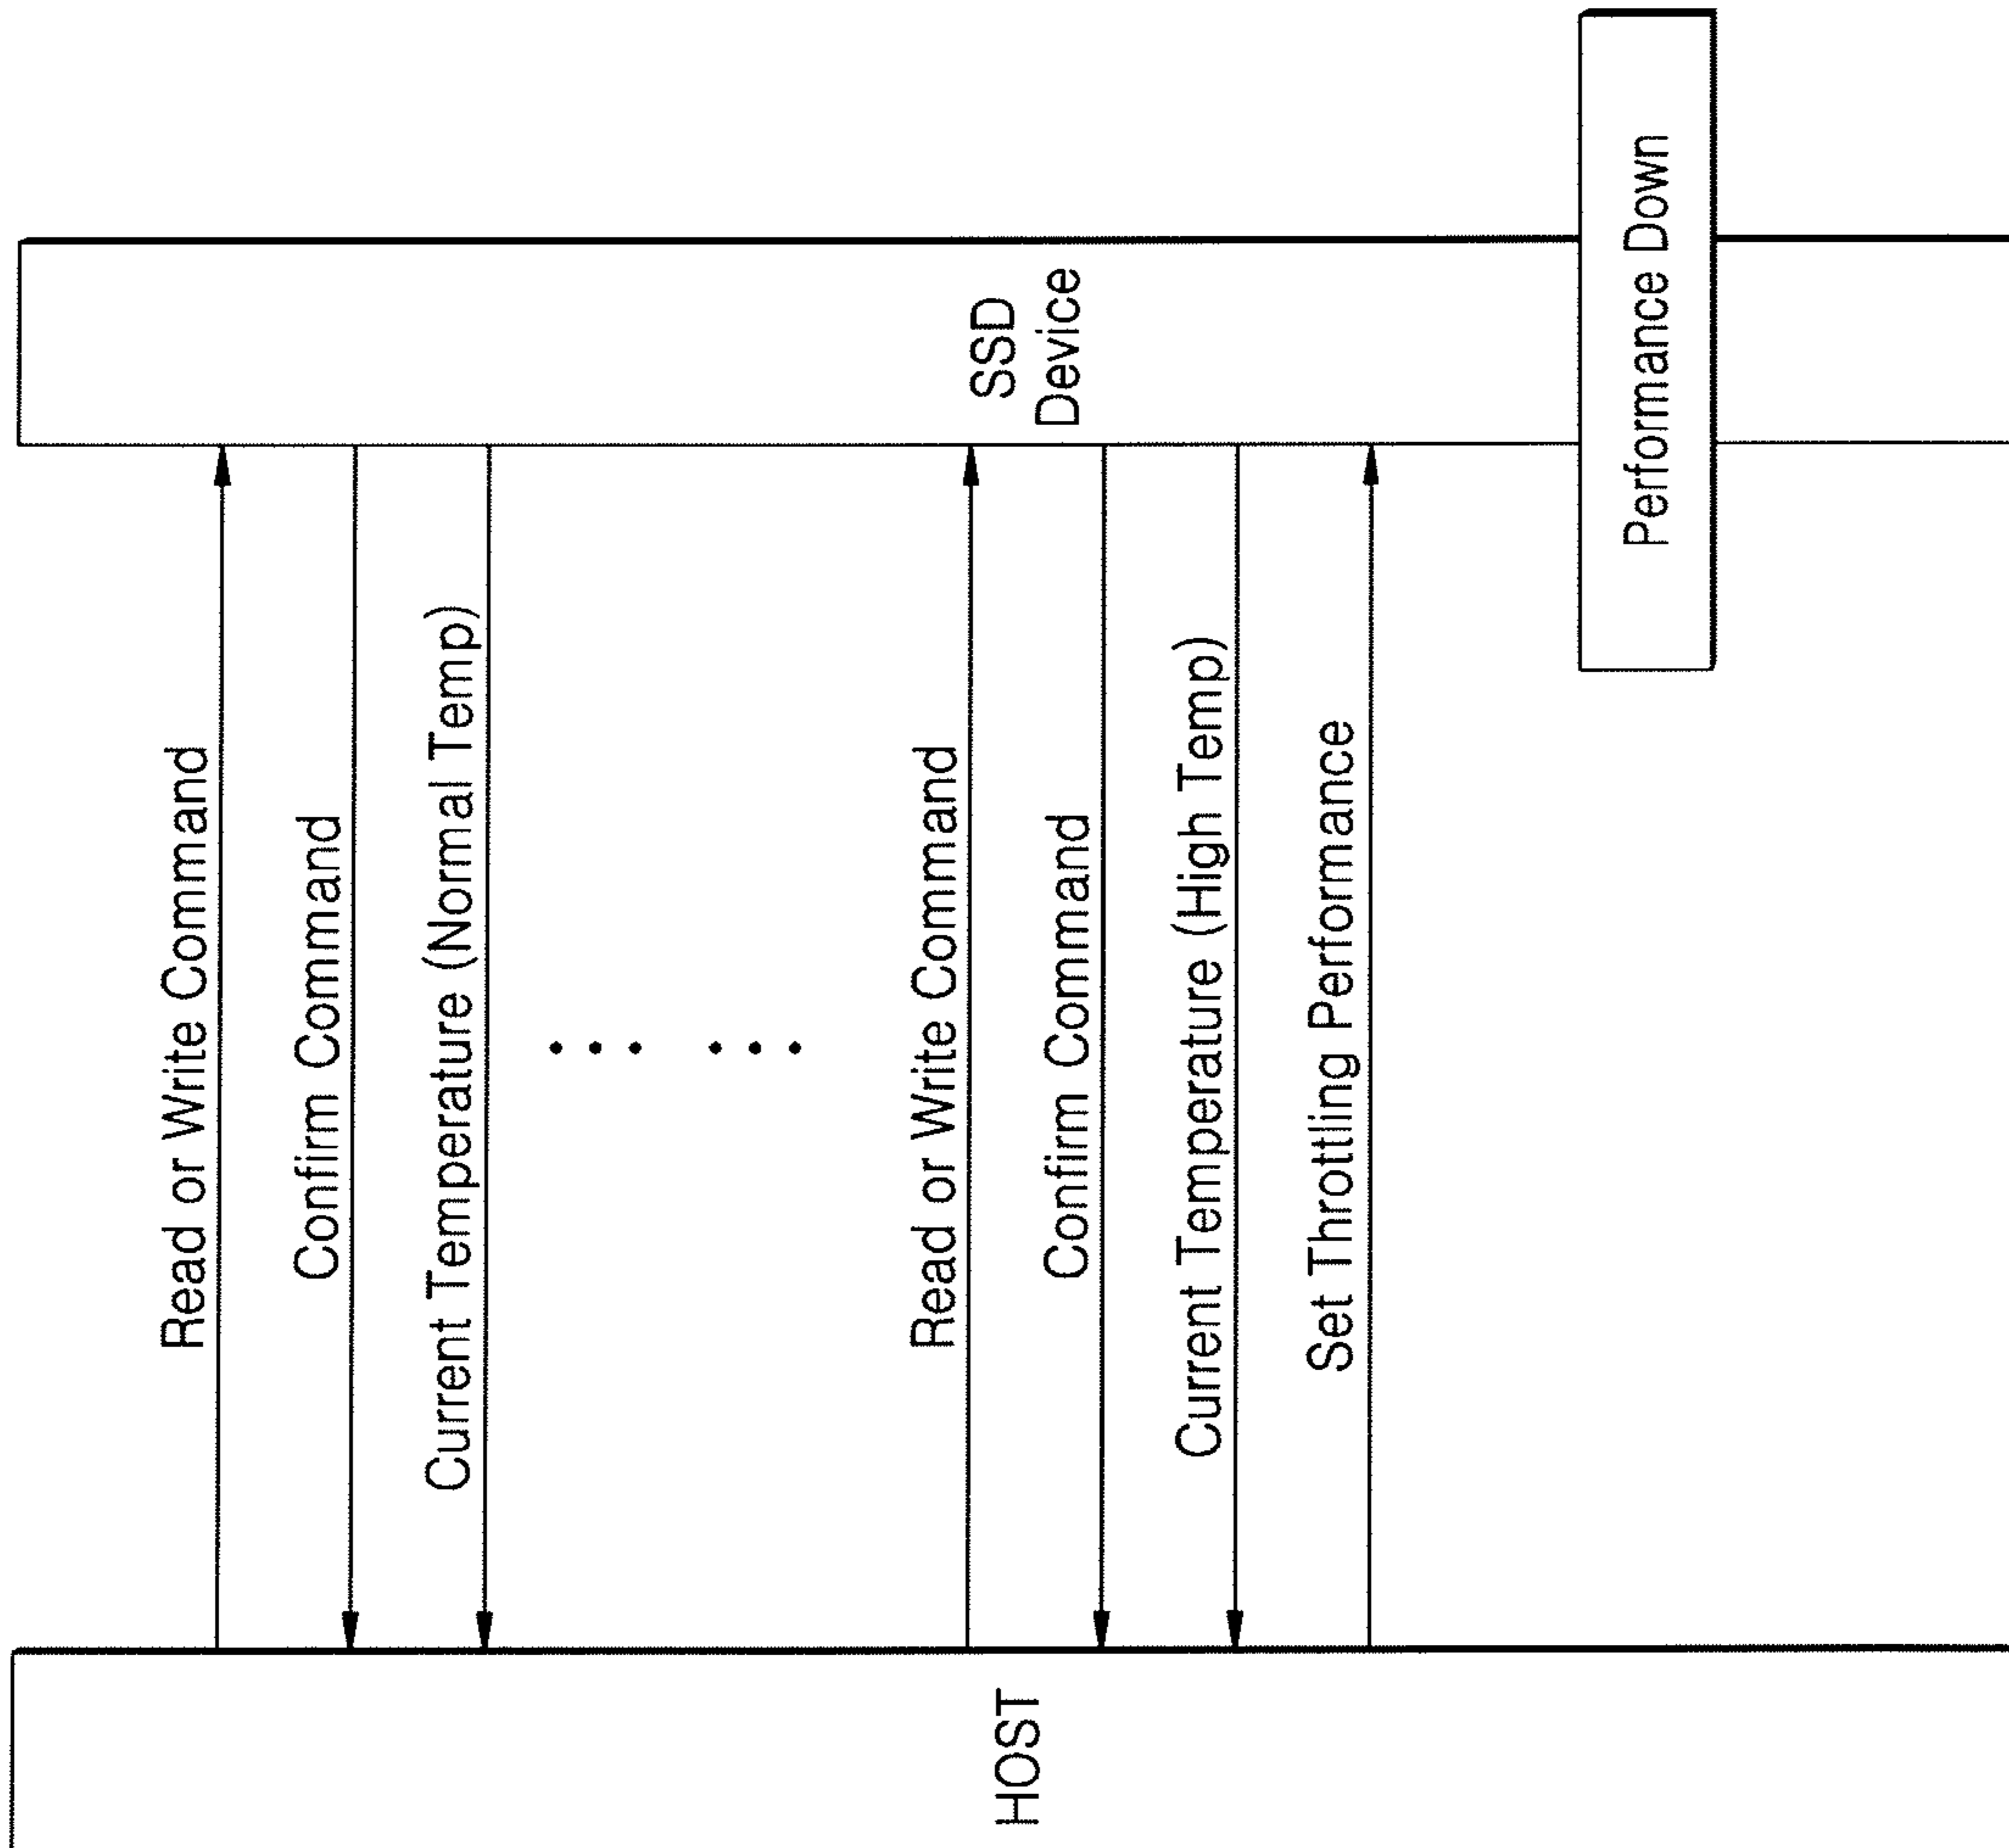 HOST
Read or Write Command
Confirm Command
Current Temperature (Normal Temp)
Read or Write Command
Confirm Command
Current Temperature (High Temp)
Set Throttling Performance
SSD
Device
Performance Down